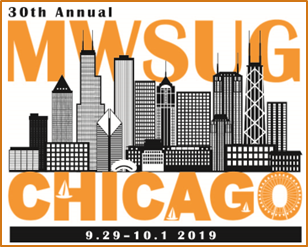 30th Annual
MWSUG
CHICAGO
9.29–10.1 2019